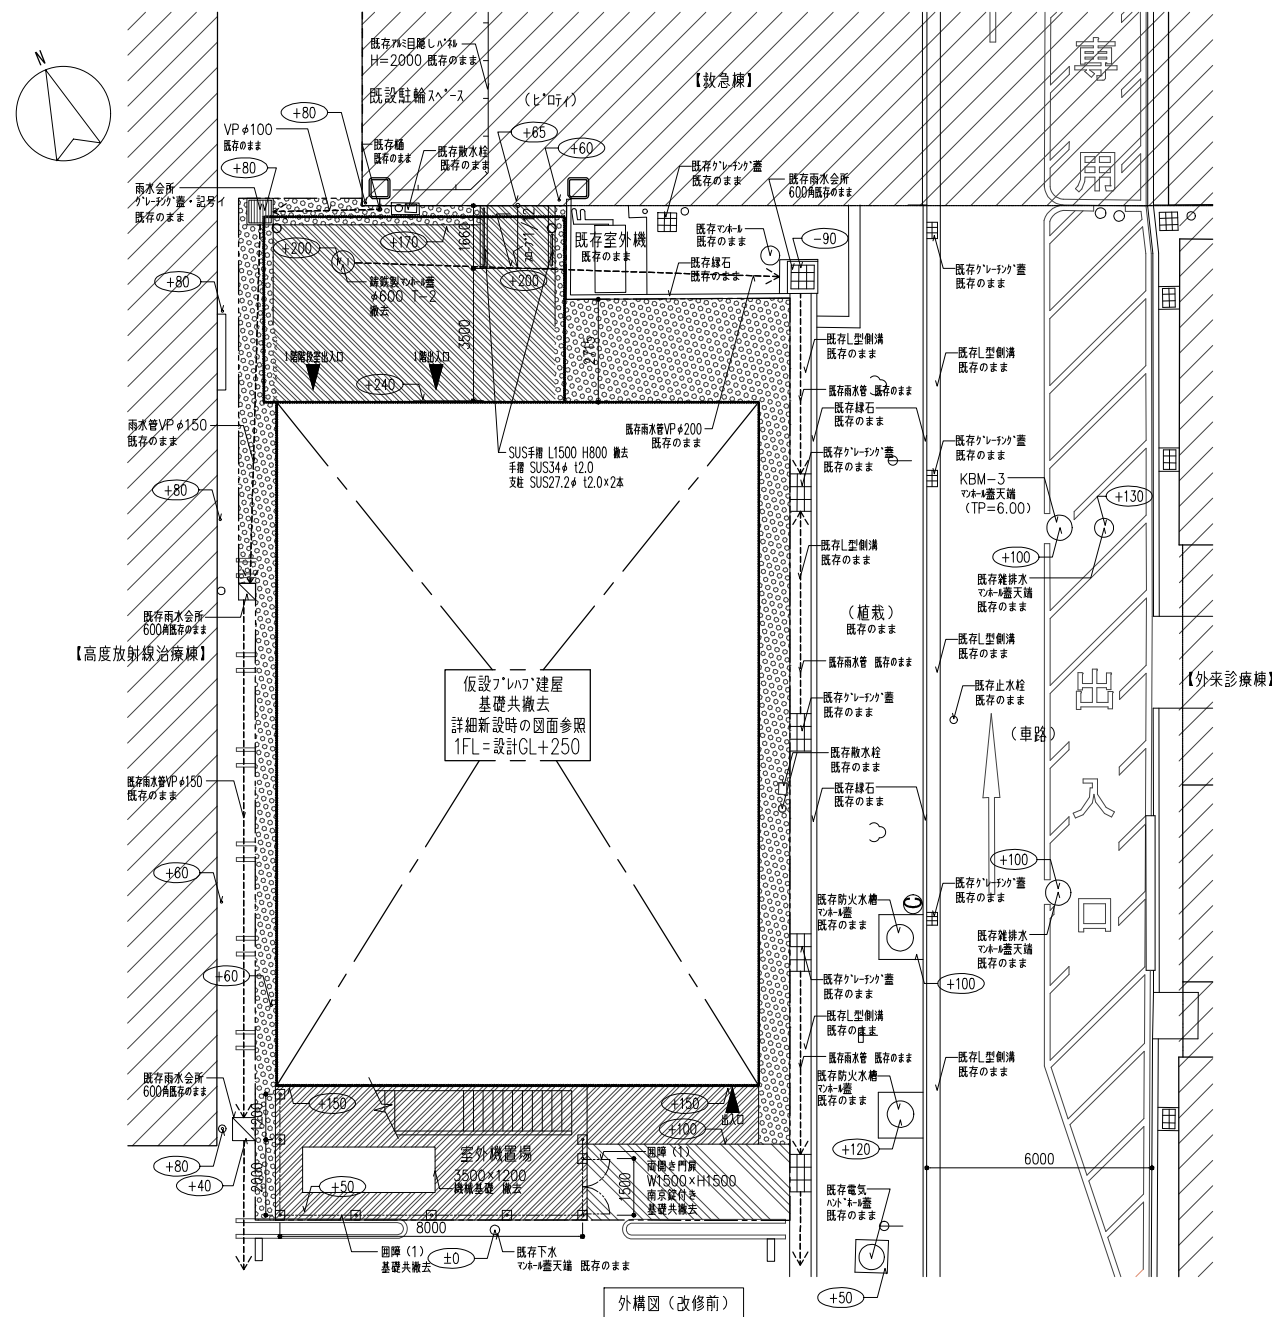 N
既存アルミ目隠しパネル
H=2000 既存のまま
既設駐輪スペース
(ピロティ)
【救急棟】
専用
+80
VPφ100
既存のまま
+80
既存樋
既存のまま
既存散水栓
既存のまま
+65
+60
既存グレーチング蓋
既存のまま
既存雨水会所
600角既存のまま
雨水会所
グレーチング蓋・記号イ
既存のまま
+200
+170
1660
スロープ1/12
既存室外機
既存のまま
既存マンホール
既存のまま
-90
既存縁石
既存のまま
既存グレーチング蓋
既存のまま
+80
鋳鉄製マンホール蓋
φ600 T-2
撤去
+200
3500
2715
1階階段室出入口
1階出入口
+240
既存L型側溝
既存のまま
既存L型側溝
既存のまま
既存雨水管 既存のまま
既存縁石
既存のまま
雨水管VPφ150
既存のまま
既存雨水管VPφ200
既存のまま
既存グレーチング蓋
既存のまま
既存グレーチング蓋
既存のまま
SUS手摺 L1500 H800 撤去
手摺 SUS34φ t2.0
支柱 SUS27.2φ t2.0×2本
+80
KBM-3
マンホール蓋天端
(TP=6.00)
+130
+100
既存L型側溝
既存のまま
既存雑排水
マンホール蓋天端
既存のまま
既存雨水会所
600角既存のまま
(植栽)
既存のまま
既存L型側溝
既存のまま
【高度放射線治療棟】
既存雨水管 既存のまま
【外来診療棟】
仮設プレハブ建屋
基礎共撤去
詳細新設時の図面参照
1FL=設計GL+250
既存止水栓
既存のまま
既存グレーチング蓋
既存のまま
出入口
(車路)
既存散水栓
既存のまま
既存雨水管VPφ150
既存のまま
既存縁石
既存のまま
+60
+100
既存グレーチング蓋
既存のまま
既存防火水槽
マンホール蓋
既存のまま
既存雑排水
マンホール蓋天端
既存のまま
+60
既存グレーチング蓋
既存のまま
+100
既存L型側溝
既存のまま
既存雨水管 既存のまま
既存L型側溝
既存のまま
既存雨水会所
600角既存のまま
既存防火水槽
マンホール蓋
既存のまま
+150
+150
出入口
+100
1200
+80
+40
2000
室外機置場
3500×1200
機械基礎 撤去
+50
囲障(1)
両開き門扉
W1500×H1500
南京錠付き
基礎共撤去
1500
+120
6000
既存電気
ハンドホール蓋
既存のまま
8000
囲障(1)
基礎共撤去
±0
既存下水
マンホール蓋天端 既存のまま
+50
外構図(改修前)